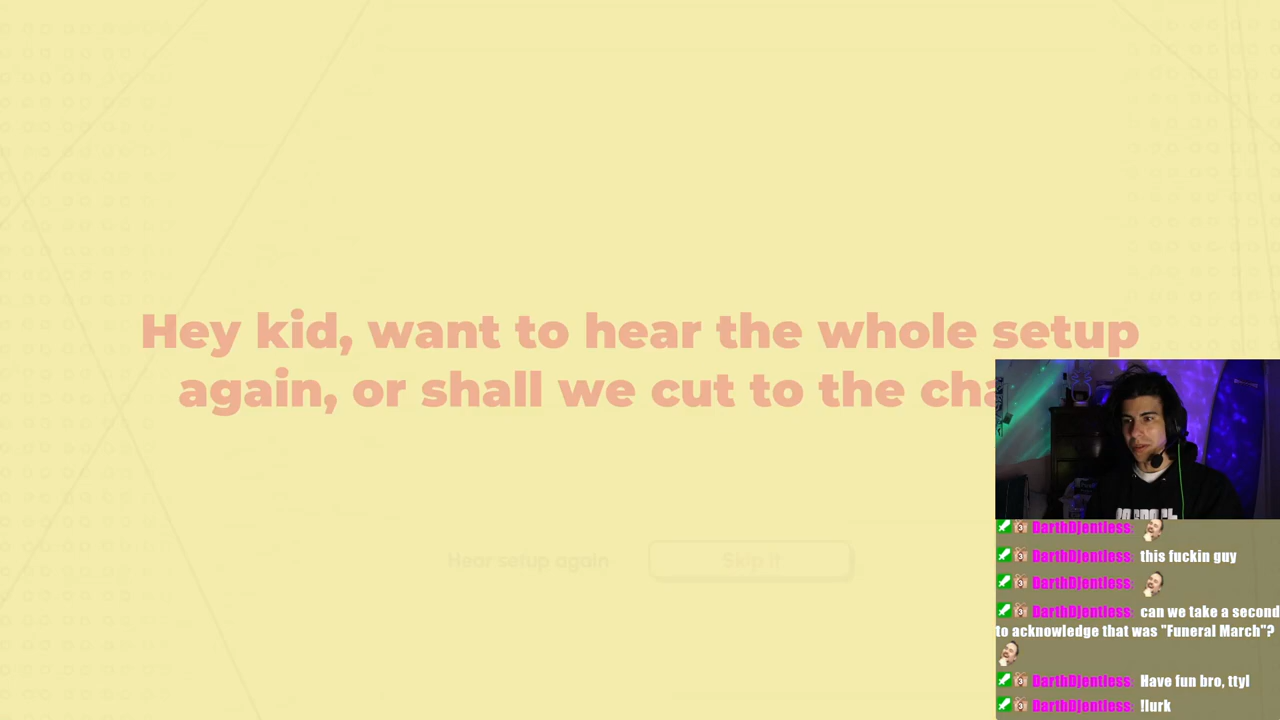 Hey kid, want to hear the whole setup
again, or shall we cut to the cha
Hear setup again
Skip it
DarthDjentless:
DarthDjentless: this fuckin guy
DarthDjentless:
DarthDjentless: can we take a second
to acknowledge that was "Funeral March"?
DarthDjentless: Have fun bro, ttyl
DarthDjentless: !lurk